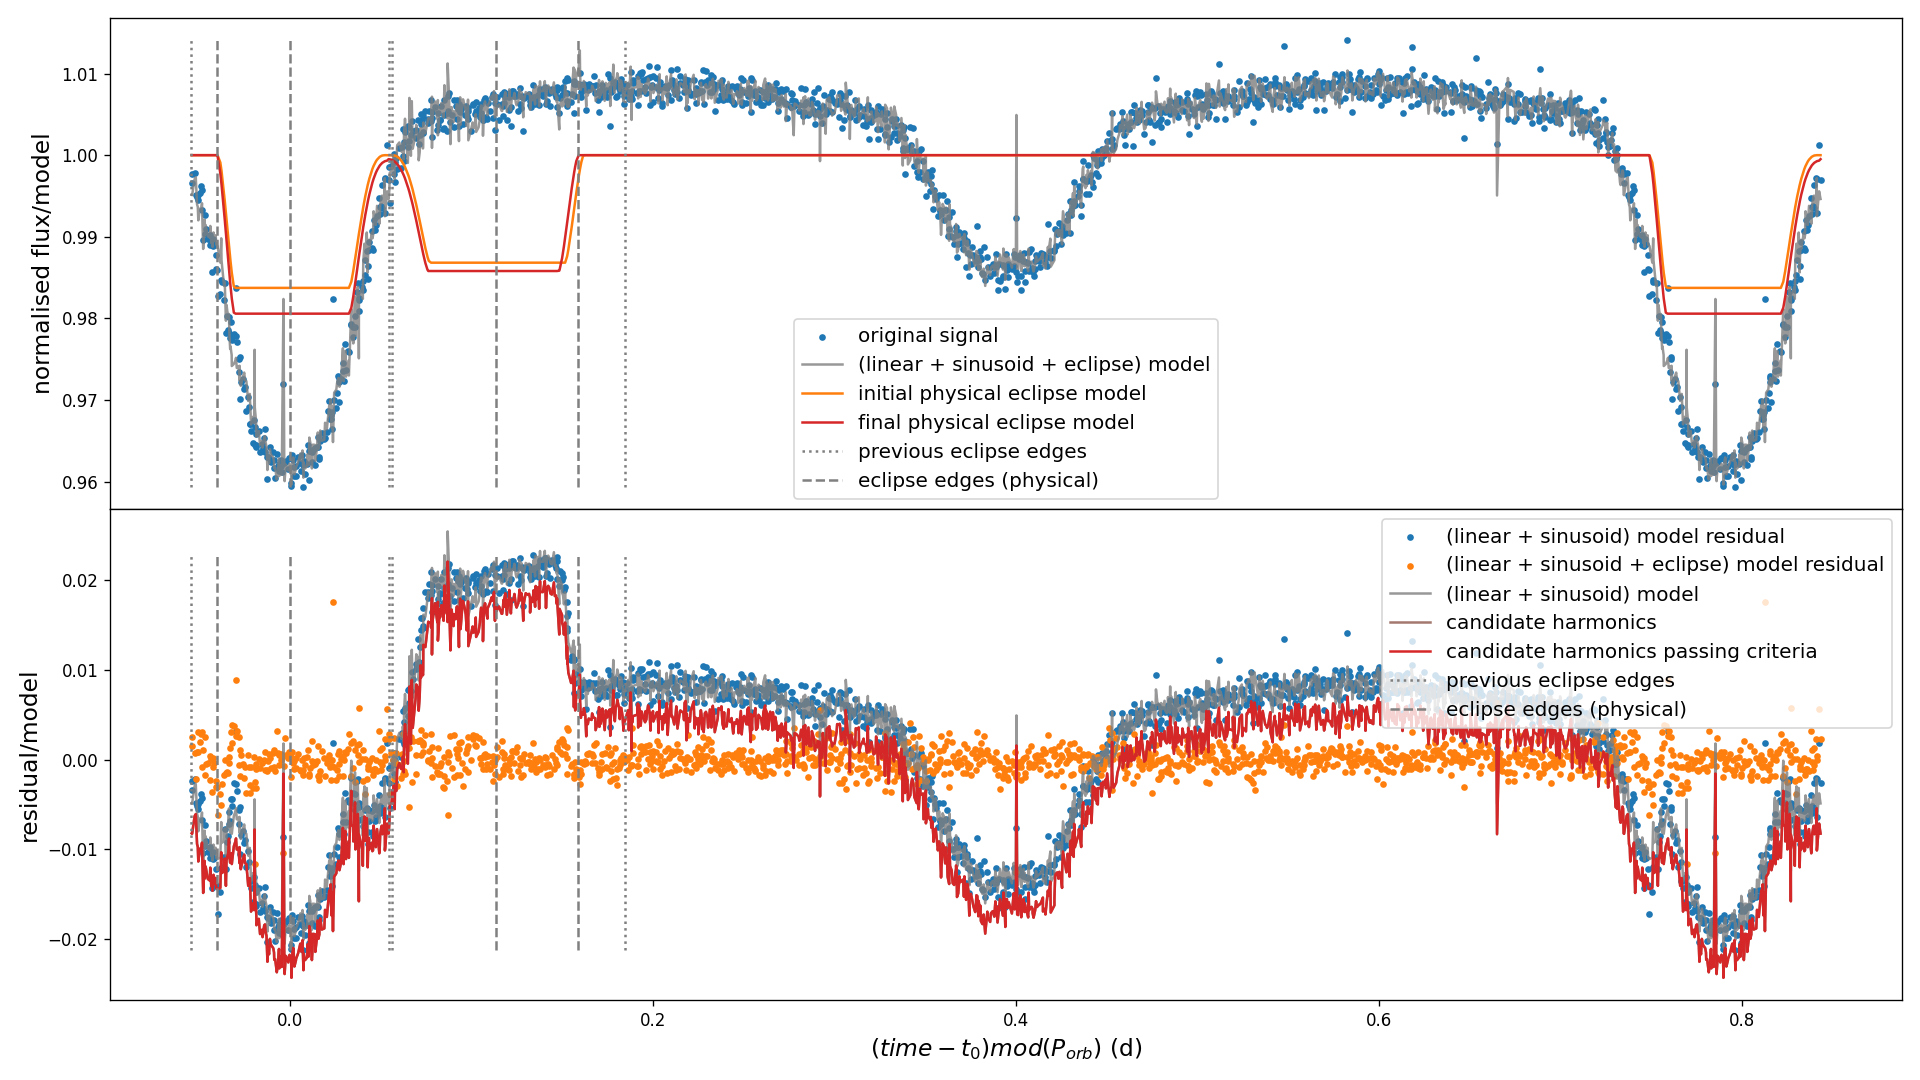 normalised flux/model
1.01
1.00
0.99
0.98
0.97
0.96
original signal
(linear + sinusoid + eclipse) model
initial physical eclipse model
final physical eclipse model
previous eclipse edges
eclipse edges (physical)
residual/model
0.02
0.01
0.00
−0.01
−0.02
(linear + sinusoid) model residual
(linear + sinusoid + eclipse) model residual
(linear + sinusoid) model
candidate harmonics
candidate harmonics passing criteria
previous eclipse edges
eclipse edges (physical)
0.0 0.2 0.4 0.6 0.8
(time − t₀)mod(P_orb) (d)